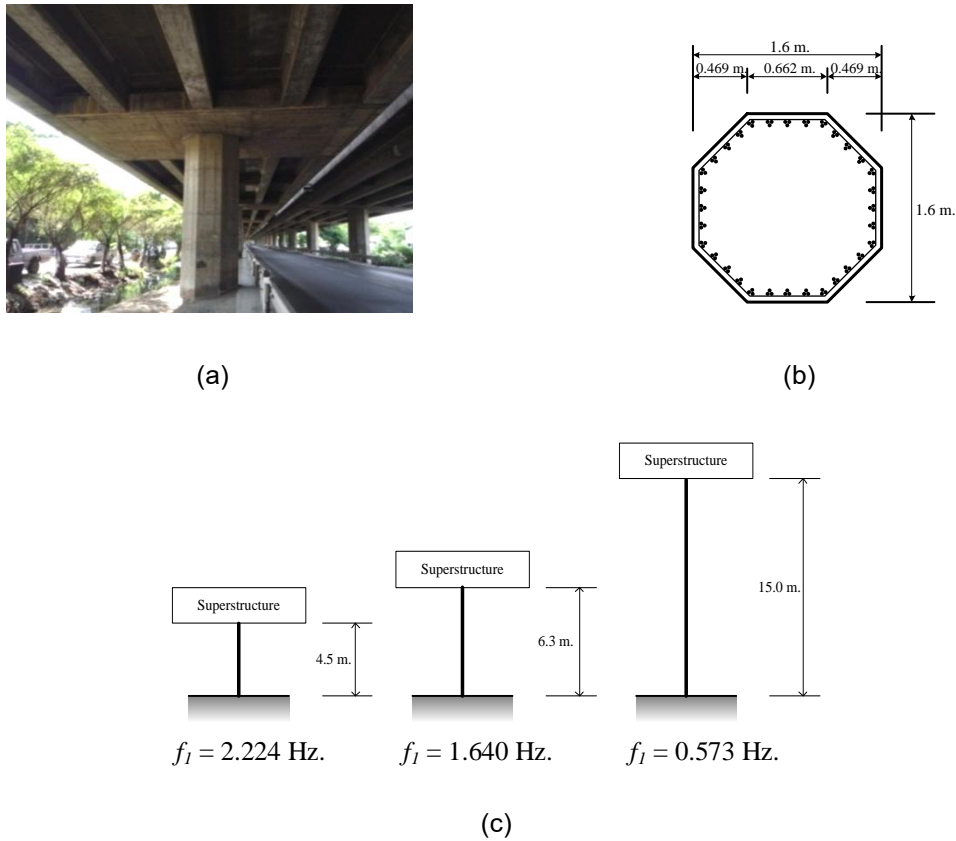 1.6 m.
0.469 m. 0.662 m. 0.469 m.
1.6 m.
(a)
(b)
Superstructure
Superstructure
Superstructure
4.5 m.
6.3 m.
15.0 m.
f1 = 2.224 Hz.
f1 = 1.640 Hz.
f1 = 0.573 Hz.
(c)